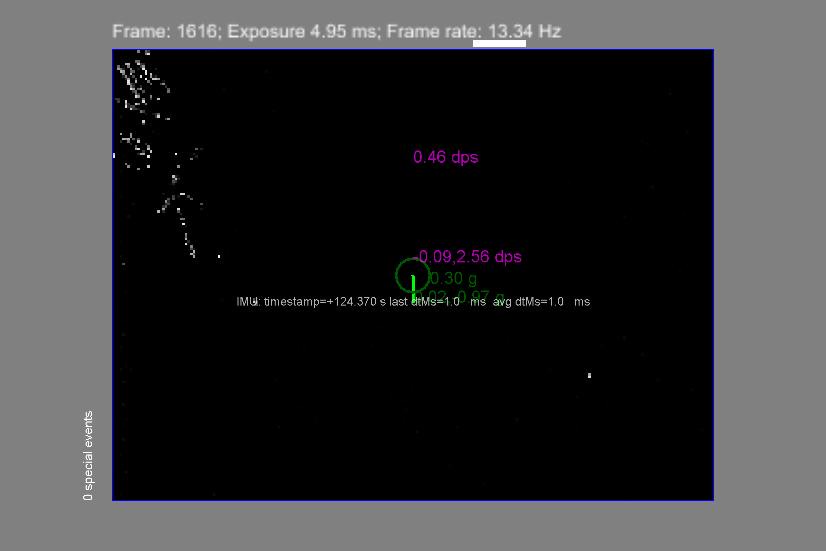 Frame: 1616; Exposure 4.95 ms; Frame rate: 13.34 Hz
0.46 dps
-0.09,2.56 dps
0.30 g
IMU: timestamp=+124.370 s last dtMs=1.0 ms avg dtMs=1.0 ms
0 special events